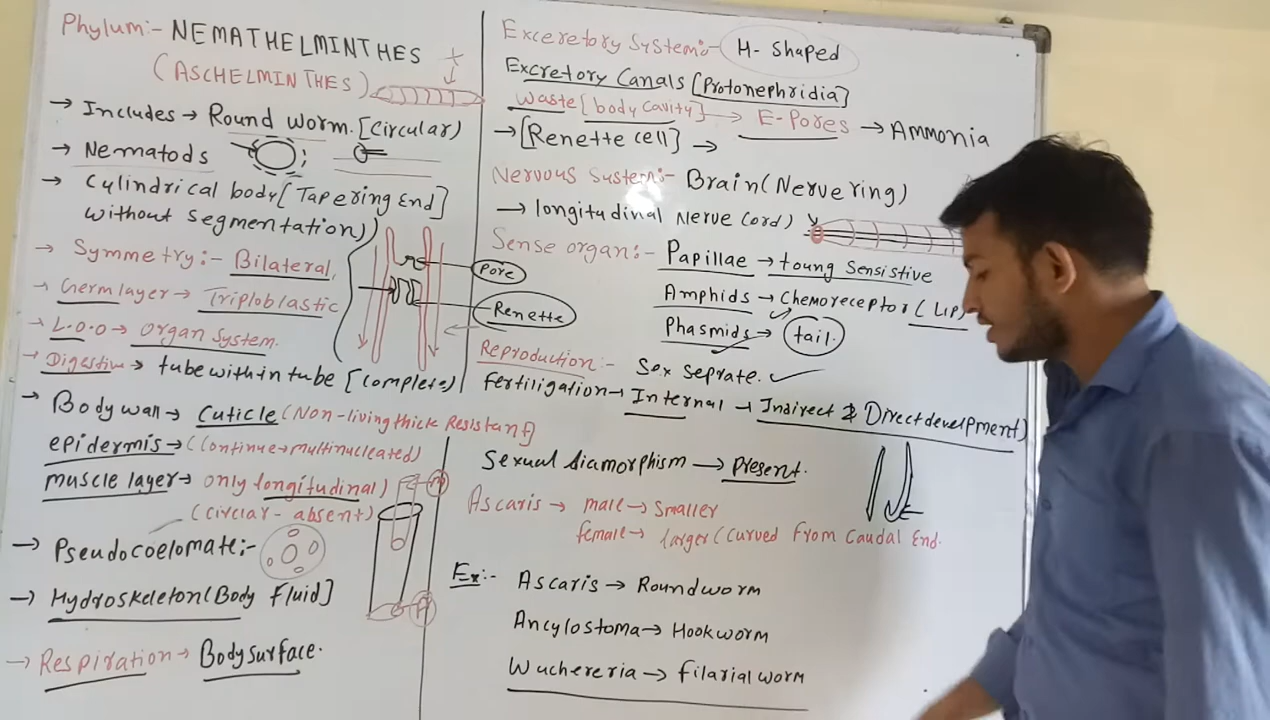 Phylum:- NEMATHELMINTHES
(ASCHELMINTHES)
→ Includes → Round worm. [Circular)
→ Nematods
→ Cylindrical body [Tapering End]
without segmentation)
→ Symmetry:- Bilateral,
→ Germlayer → Triploblastic
→ L.O.O → Organ System.
→ Digestive → tube within tube [Complete)
→ Body wall → Cuticle (Non-living thick Resistant)
epidermis → (Continue → multinucleated)
muscle layer → only longitudinal)
(circlar - absent)
→ Pseudocoelomate:-
→ Hydroskeleton (Body Fluid]
→ Respiration → Body surface.
Pore
Renette
Exceretory System:- H-Shaped
Excretory Canals [Protonephridia]
Waste [body cavity] → E-Pores → Ammonia
→ [Renette cell] →
Nervous System:- Brain (Nerve ring)
→ longitudinal Nerve Cord)
Sense organ:- Papillae → toung Sensistive
Amphids → Chemoreceptor (Lip)
Phasmids → tail.
Reproduction:- Sex seprate.
Fertiligation → Internal → Indirect & Direct develpment)
Sexual diamorphism → present.
Ascaris → male → Smaller
female → larger (Curved From Caudal End.
Ex:- Ascaris → Roundworm
Ancylostoma → Hookworm
Wuchereria → filarial worm